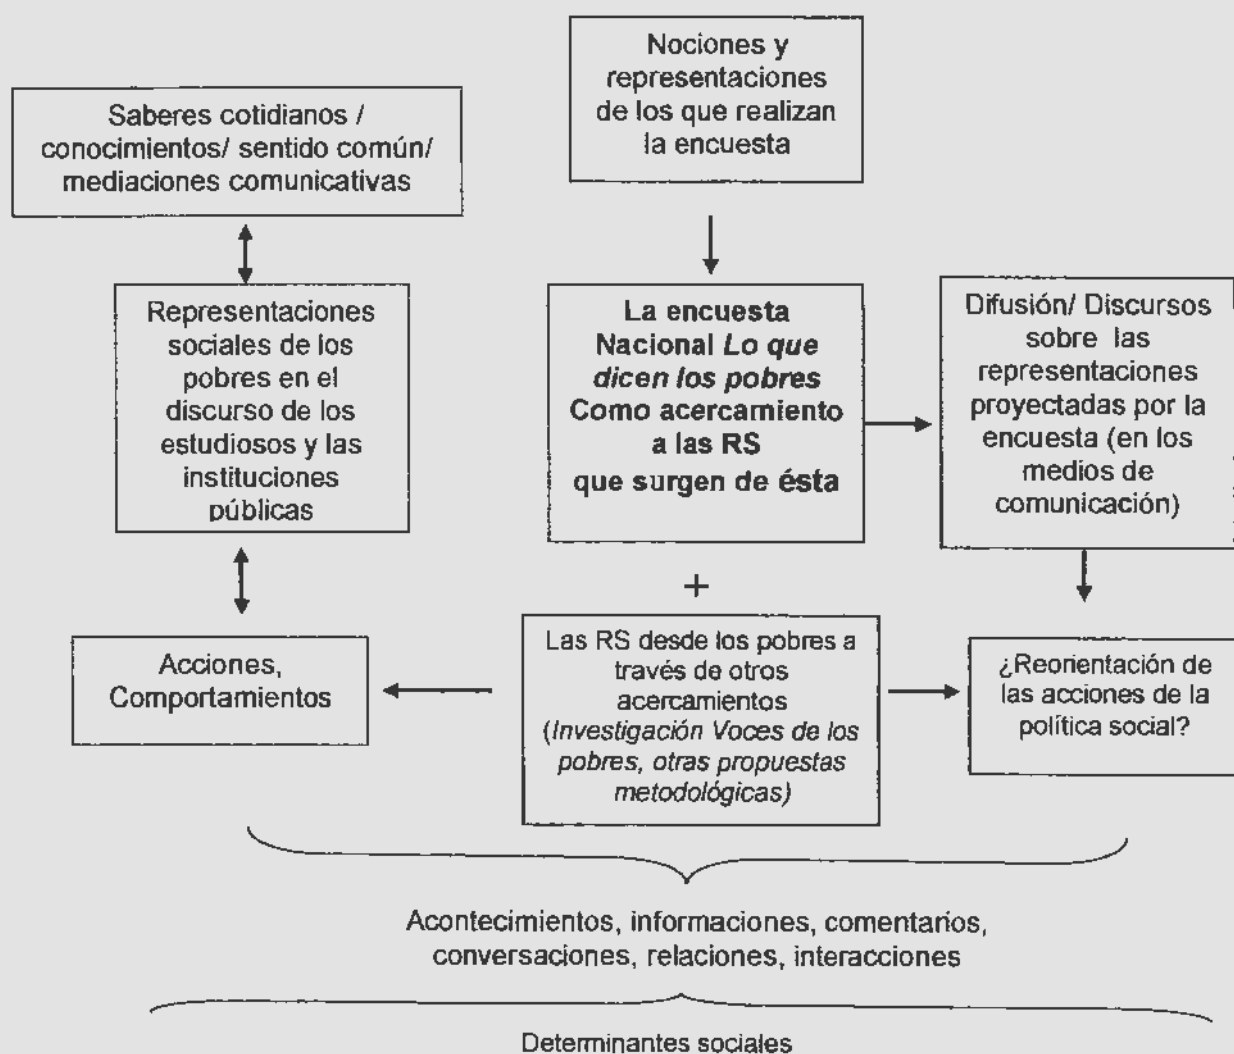 Nociones y
representaciones
de los que realizan
la encuesta
Saberes cotidianos /
conocimientos/ sentido común/
mediaciones comunicativas
Representaciones
sociales de los
pobres en el
discurso de los
estudiosos y las
instituciones
públicas
La encuesta
Nacional Lo que
dicen los pobres
Como acercamiento
a las RS
que surgen de ésta
Difusión/ Discursos
sobre las
representaciones
proyectadas por la
encuesta (en los
medios de
comunicación)
+
Acciones,
Comportamientos
Las RS desde los pobres a
través de otros
acercamientos
(Investigación Voces de los
pobres, otras propuestas
metodológicas)
¿Reorientación de
las acciones de la
política social?
Acontecimientos, informaciones, comentarios,
conversaciones, relaciones, interacciones
Determinantes sociales